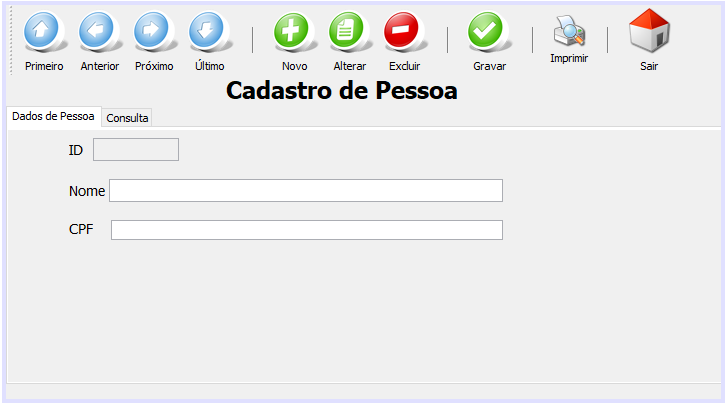 Primeiro Anterior Próximo Último Novo Alterar Excluir Gravar Imprimir Sair
Cadastro de Pessoa
Dados de Pessoa Consulta
ID
Nome
CPF